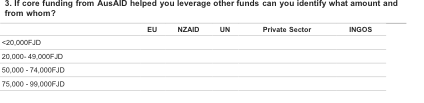 3. If core funding from AusAID helped you leverage other funds can you identify what amount and
from whom?
EU NZAID UN Private Sector INGOS
<20,000FJD
20,000- 49,000FJD
50,000 - 74,000FJD
75,000 - 99,000FJD